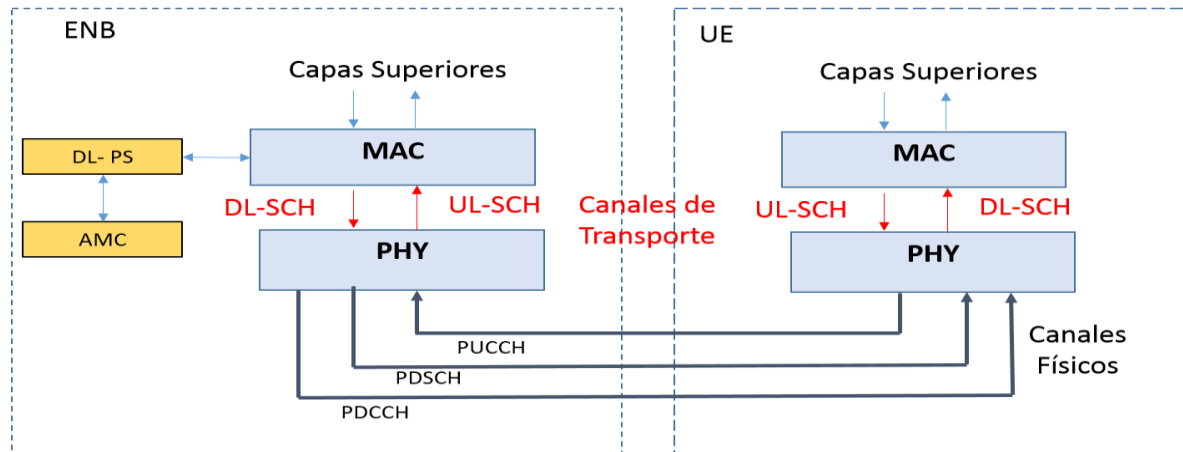 ENB
Capas Superiores
DL- PS
MAC
AMC
DL-SCH
UL-SCH
PHY
Canales de
Transporte
UE
Capas Superiores
MAC
UL-SCH
DL-SCH
PHY
PUCCH
PDSCH
PDCCH
Canales
Físicos